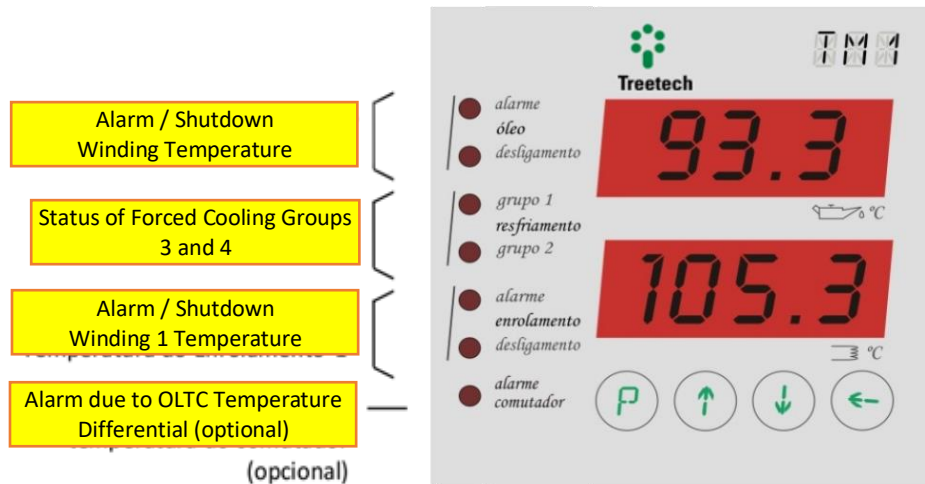 Alarm / Shutdown
Winding Temperature
Status of Forced Cooling Groups
3 and 4
Alarm / Shutdown
Winding 1 Temperature
Alarm due to OLTC Temperature
Differential (optional)
(opcional)
Treetech
TM1
alarme
óleo
desligamento
93.3
ºC
grupo 1
resfriamento
grupo 2
alarme
enrolamento
desligamento
105.3
ºC
alarme
comutador
P